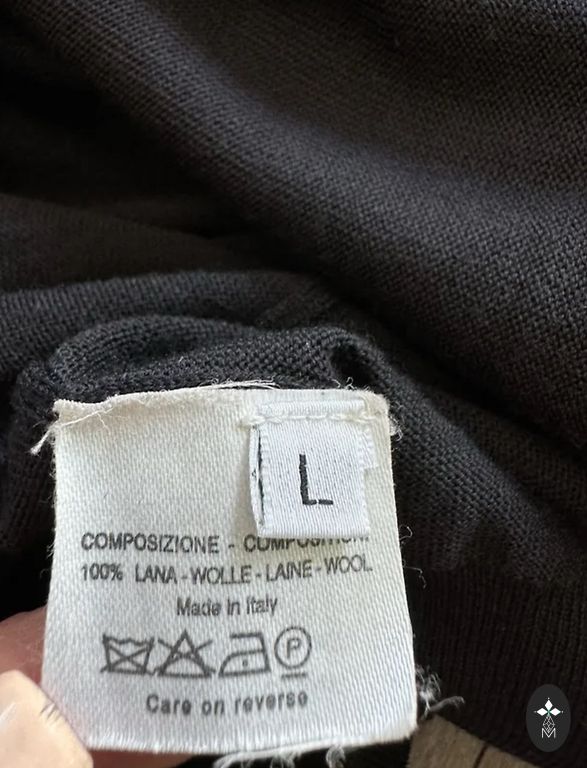 L
COMPOSIZIONE - COMPOSITION
100% LANA - WOLLE - LAINE - WOOL
Made in Italy
P
Care on reverse